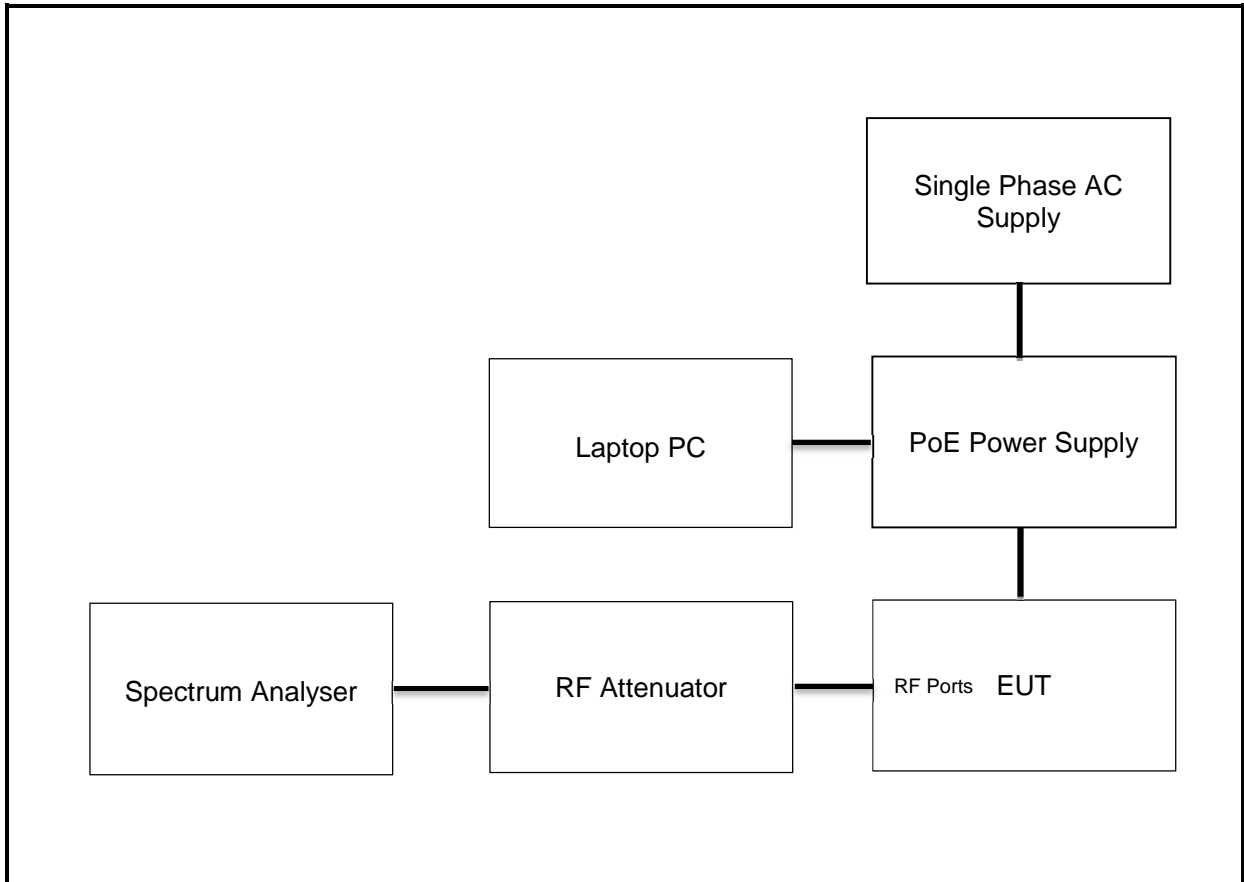 Single Phase AC
Supply
Laptop PC
PoE Power Supply
Spectrum Analyser
RF Attenuator
RF Ports EUT